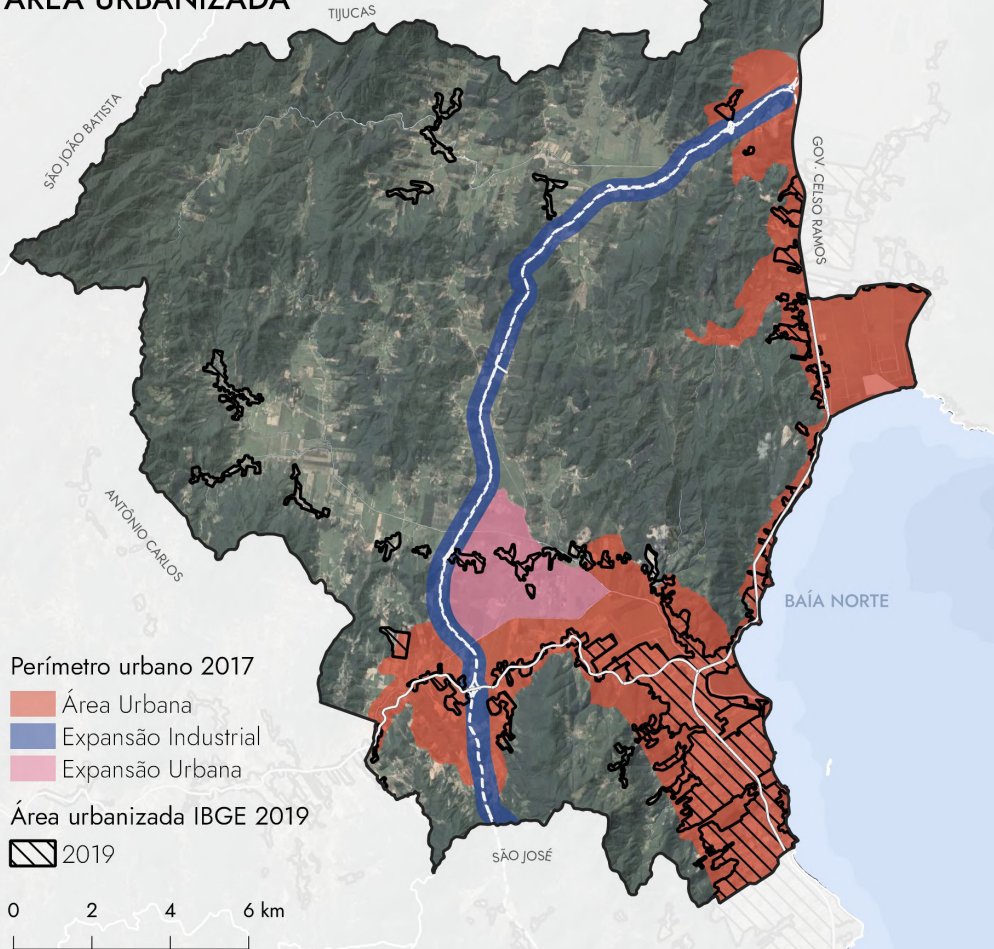 ÁREA URBANIZADA
TIJUCAS
SÃO JOÃO BATISTA
GOV. CELSO RAMOS
ANTÔNIO CARLOS
BAÍA NORTE
Perímetro urbano 2017
Área Urbana
Expansão Industrial
Expansão Urbana
Área urbanizada IBGE 2019
2019
SÃO JOSÉ
0 2 4 6 km